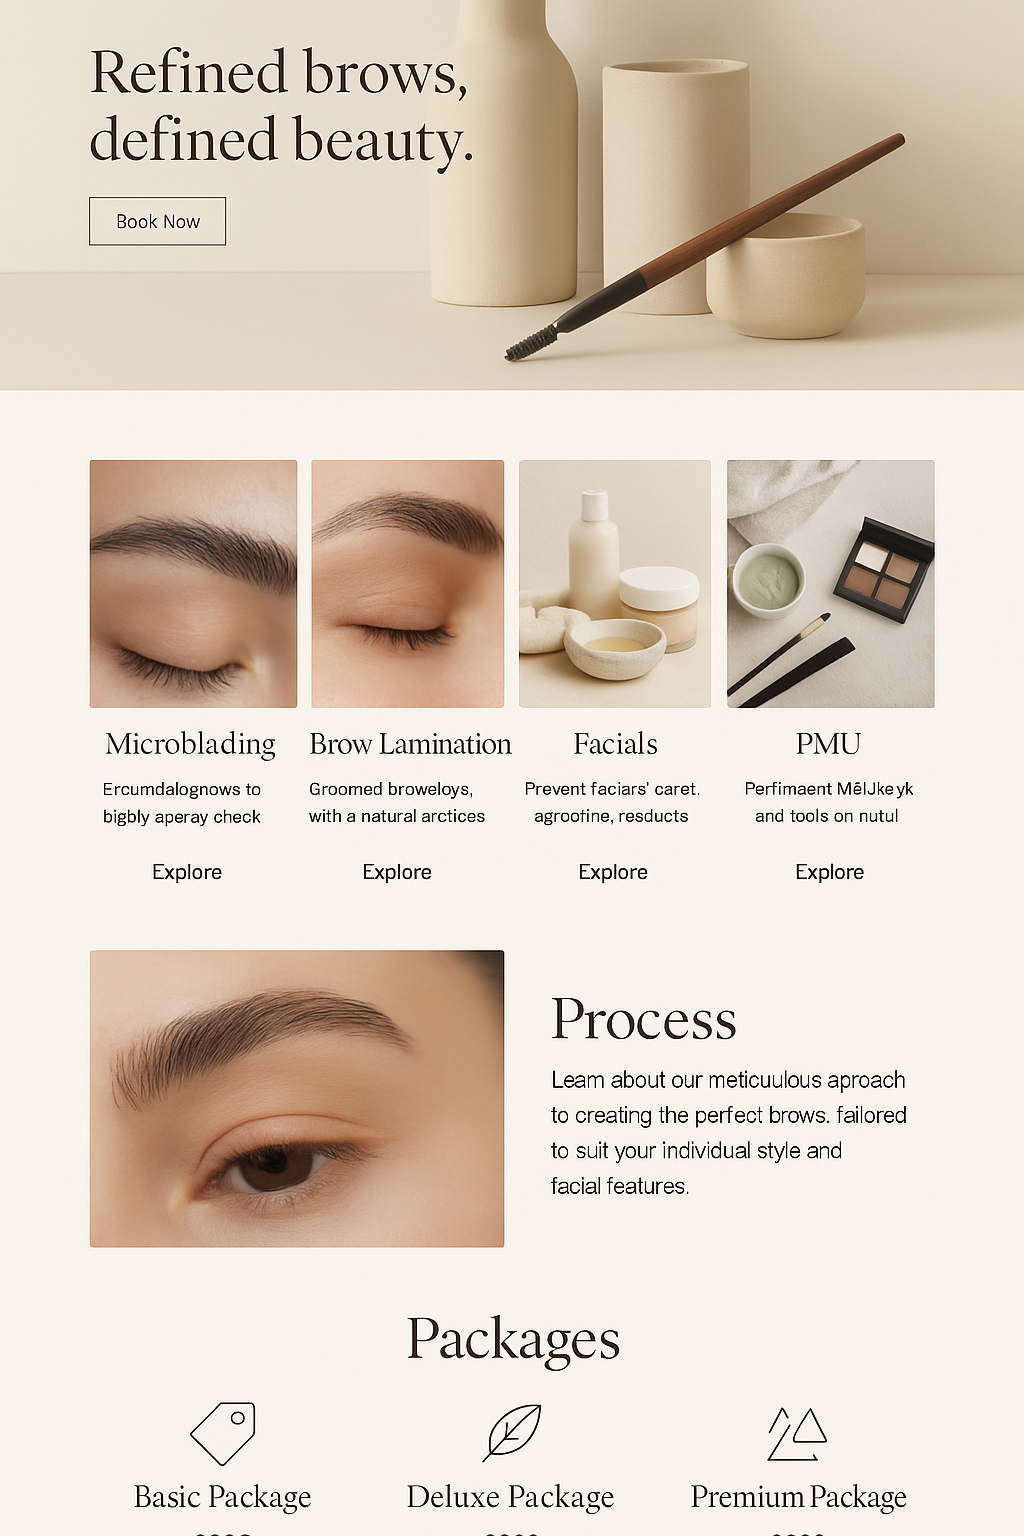 Refined brows,
defined beauty.
Book Now
Microblading
Ercumdalognows to
bigbly aperay check
Explore
Brow Lamination
Groomed broweloys,
with a natural arctices
Explore
Facials
Prevent faciars' caret.
agroofine, resducts
Explore
PMU
Perfimaent MêlJke yk
and tools on nutul
Explore
Process
Leam about our meticuulous aproach
to creating the perfect brows. failored
to suit your individual style and
facial features.
Packages
Basic Package
Deluxe Package
Premium Package